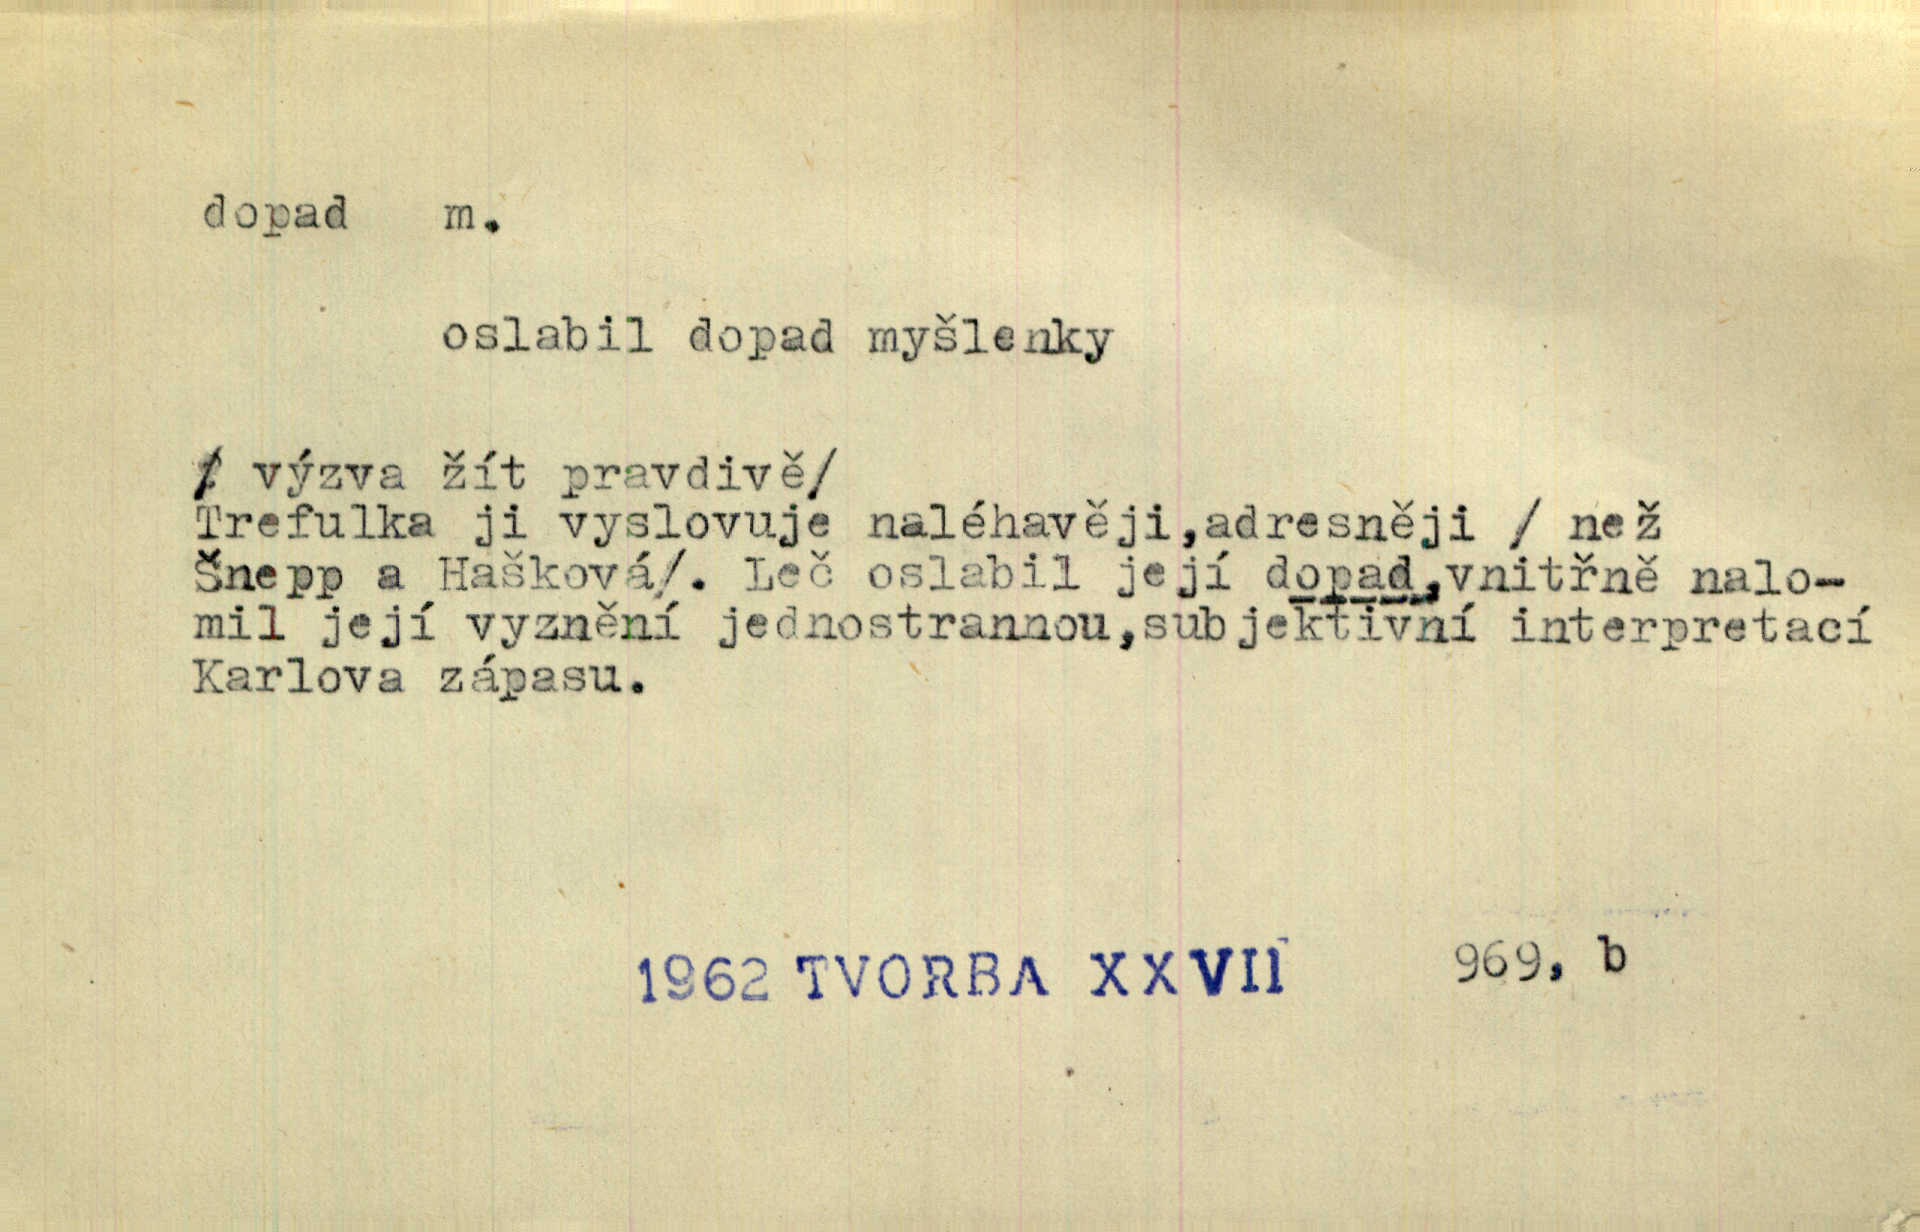 dopad m.
oslabil dopad myšlenky
/ výzva žít pravdivě/
Trefulka ji vyslovuje naléhavěji,adresněji / než
Šnepp a Hašková/. Leč oslabil její dopad,vnitřně nalo-
mil její vyznění jednostrannou,subjektivní interpretací
Karlova zápasu.
1962 TVORBA XXVII 969, b